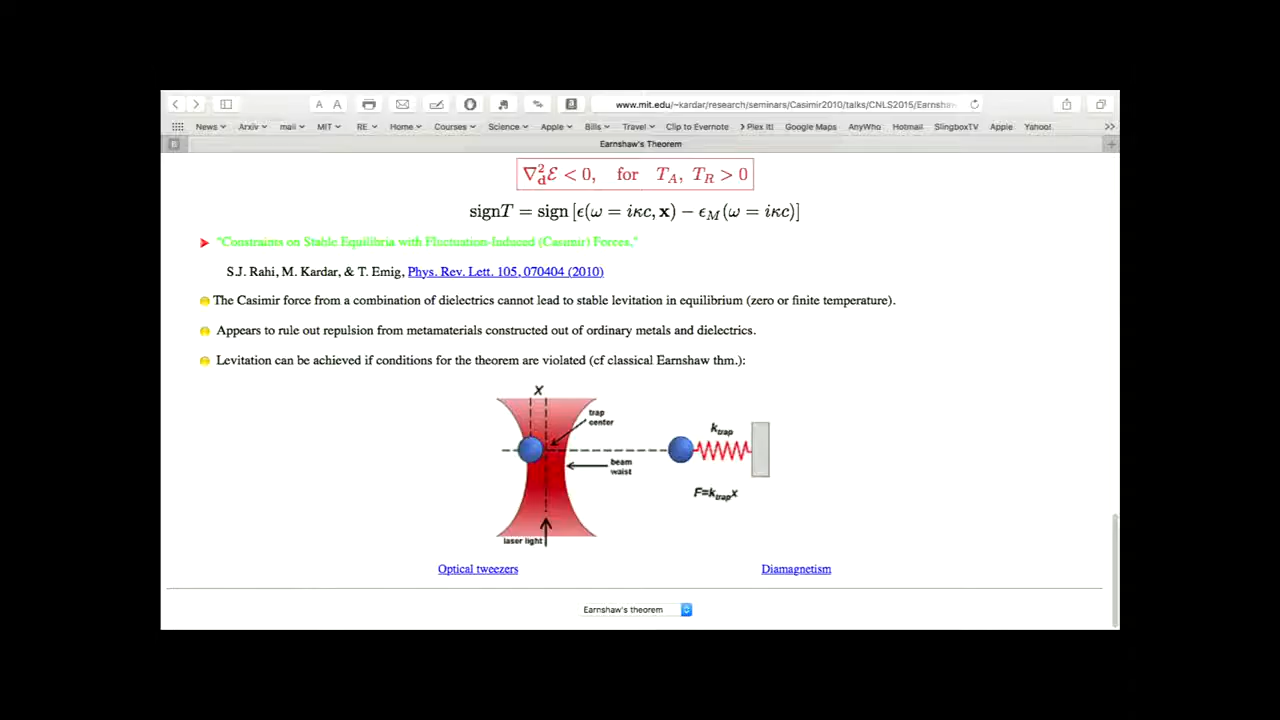 A A www.mit.edu/~kardar/research/seminars/Casimir2010/talks/CNLS2015/Earnsha
News Arxiv mail MIT RE Home Courses Science Apple Bills Travel Clip to Evernote > Plex It! Google Maps AnyWho Hotmail SlingboxTV Apple Yahoo! >>
Earnshaw's Theorem
∇²_d ℰ < 0, for T_A, T_R > 0
signT = sign [ϵ(ω = iκc, x) − ϵ_M(ω = iκc)]
"Constraints on Stable Equilibria with Fluctuation-Induced (Casimir) Forces,"
S.J. Rahi, M. Kardar, & T. Emig, Phys. Rev. Lett. 105, 070404 (2010)
The Casimir force from a combination of dielectrics cannot lead to stable levitation in equilibrium (zero or finite temperature).
Appears to rule out repulsion from metamaterials constructed out of ordinary metals and dielectrics.
Levitation can be achieved if conditions for the theorem are violated (cf classical Earnshaw thm.):
X
trap
center
k_trap
beam
waist
F=k_trap x
laser light
Optical tweezers Diamagnetism
Earnshaw's theorem